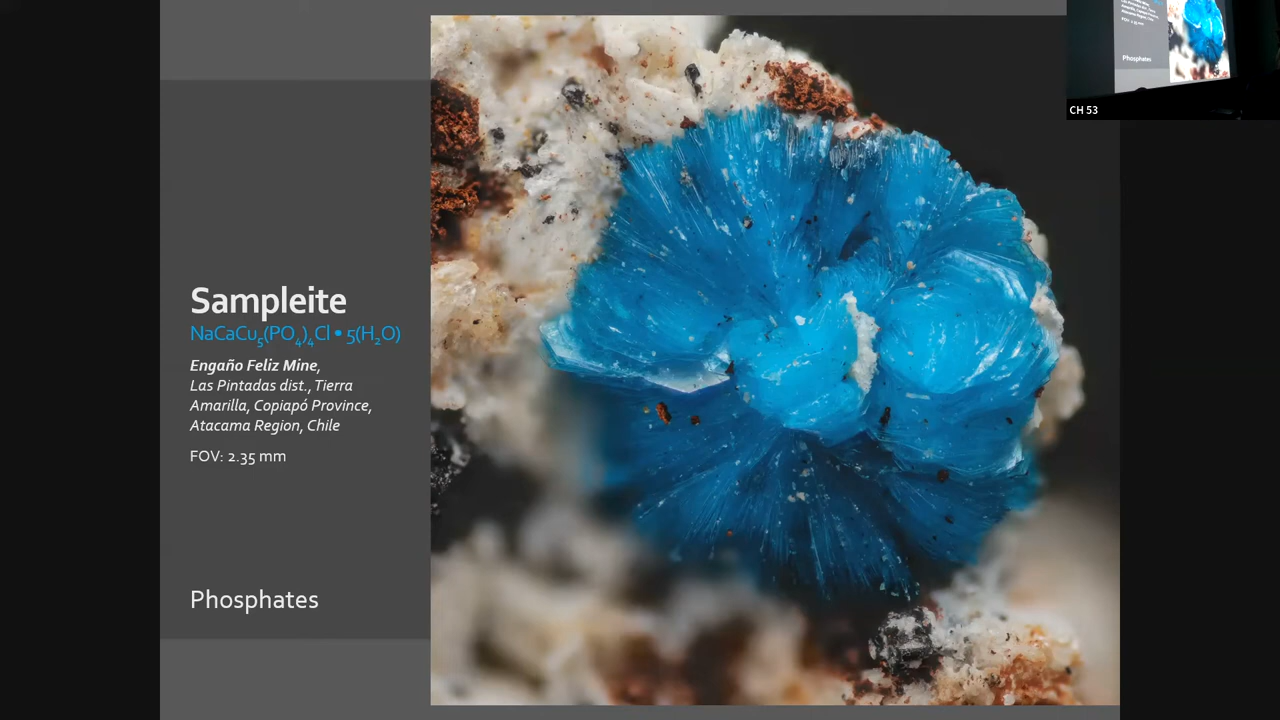 Sampleite
NaCaCu₅(PO₄)₄Cl • 5(H₂O)
Engaño Feliz Mine,
Las Pintadas dist., Tierra
Amarilla, Copiapó Province,
Atacama Region, Chile
FOV: 2.35 mm
Phosphates
Phosphates
CH 53